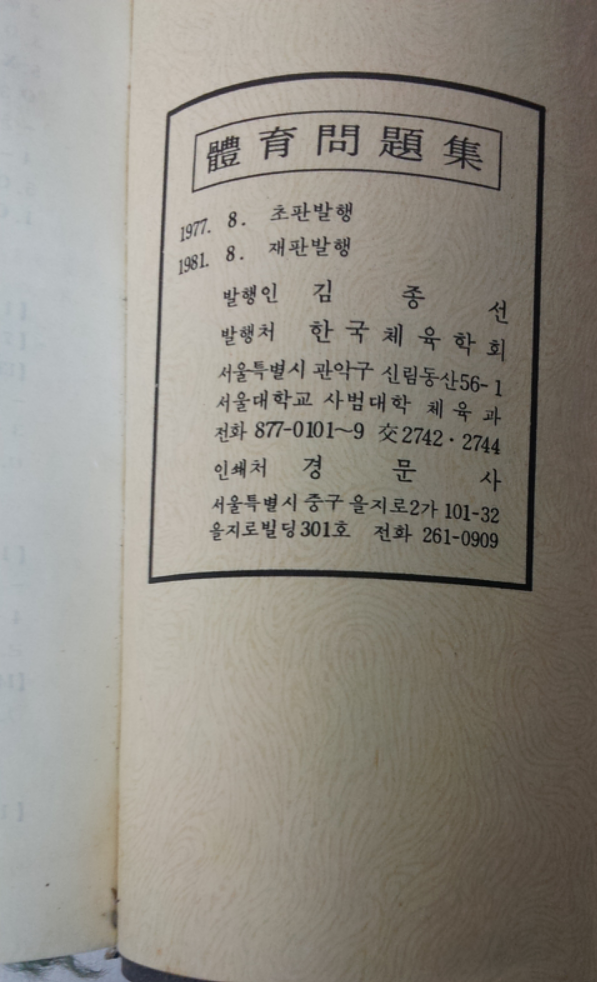 體育問題集
1977. 8. 초판발행
1981. 8. 재판발행
발행인 김 종 선
발행처 한국체육학회
서울특별시 관악구 신림동산56-1
서울대학교 사범대학 체육과
전화 877-0101~9 交2742·2744
인쇄처 경 문 사
서울특별시 중구 을지로2가 101-32
을지로빌딩301호 전화 261-0909